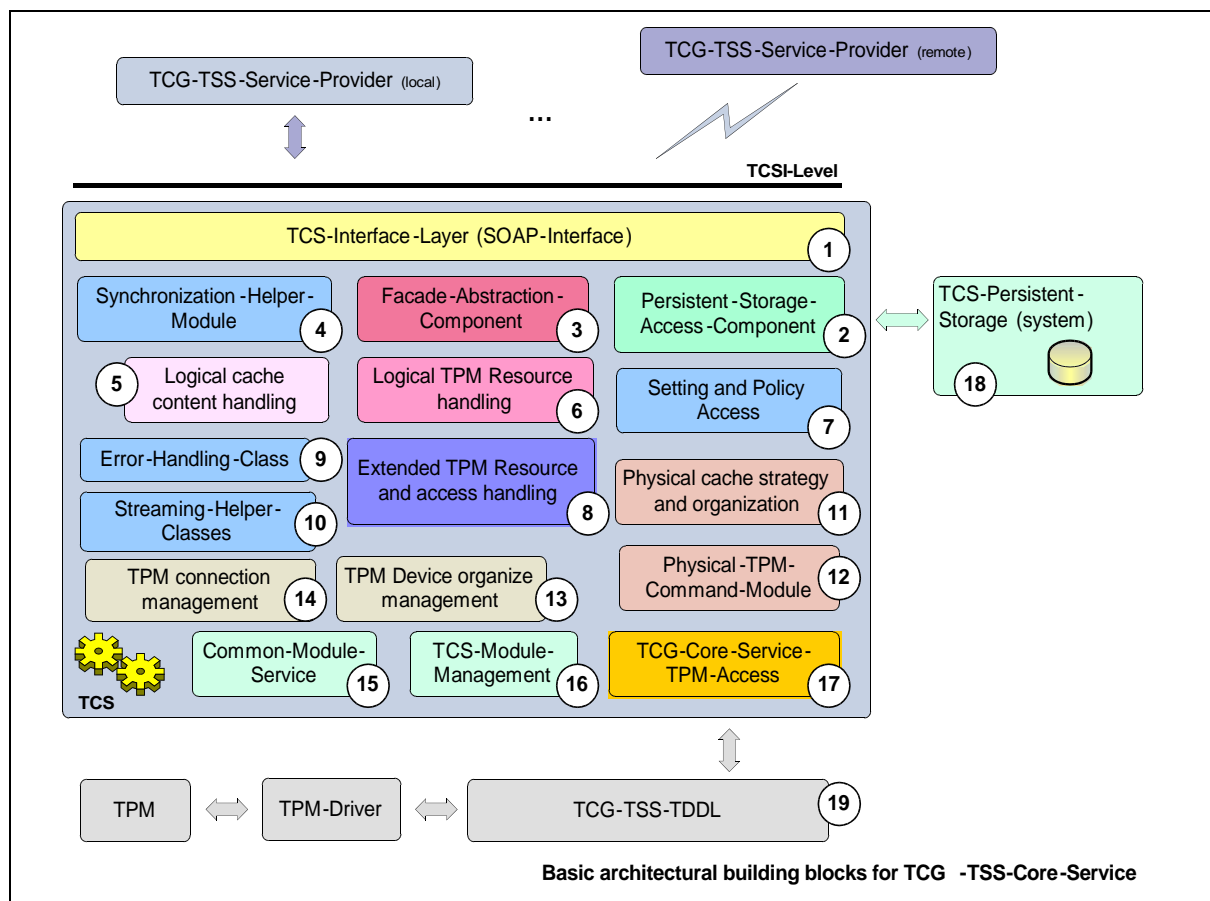 TCG-TSS-Service-Provider (remote)
TCG-TSS-Service-Provider (local)
...
TCSI-Level
TCS-Interface-Layer (SOAP-Interface)
1
Synchronization-Helper-
Module
4
Facade-Abstraction-
Component
3
Persistent-Storage-
Access-Component
2
TCS-Persistent-
Storage (system)
18
5
Logical cache
content handling
Logical TPM Resource
handling
6
Setting and Policy
Access
7
Error-Handling-Class
9
Extended TPM Resource
and access handling
8
Physical cache strategy
and organization
11
Streaming-Helper-
Classes
10
TPM connection
management
14
TPM Device organize
management
13
Physical-TPM-
Command-Module
12
TCS
Common-Module-
Service
15
TCS-Module-
Management
16
TCG-Core-Service-
TPM-Access
17
TPM
TPM-Driver
TCG-TSS-TDDL
19
Basic architectural building blocks for TCG -TSS-Core-Service